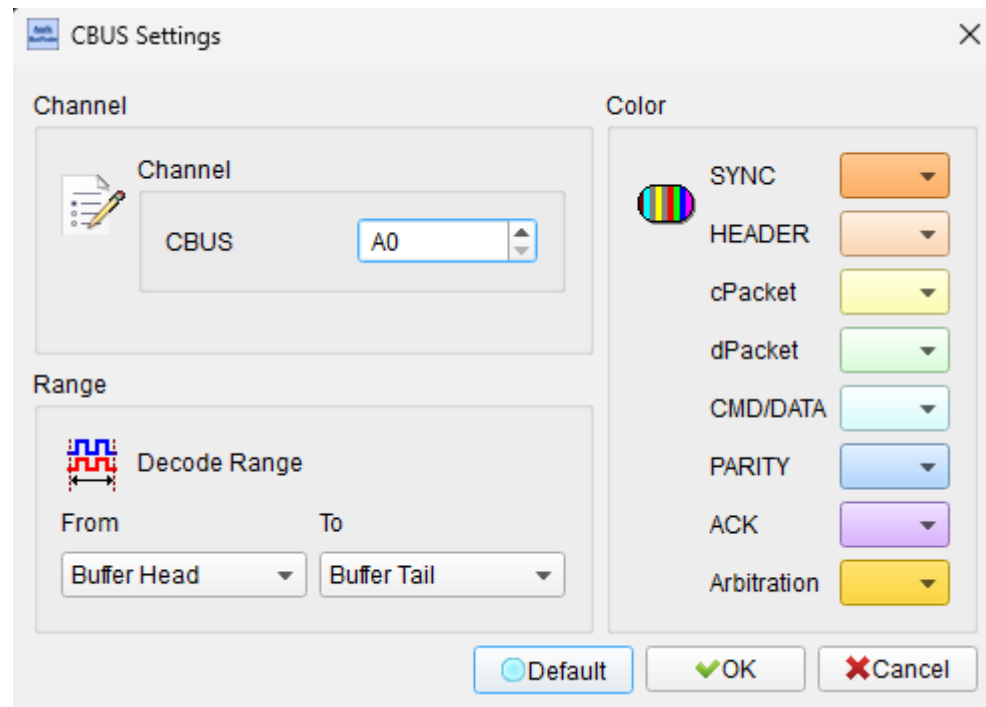 CBUS Settings
Channel
Channel
CBUS
A0
Range
Decode Range
From
To
Buffer Head
Buffer Tail
Color
SYNC
HEADER
cPacket
dPacket
CMD/DATA
PARITY
ACK
Arbitration
Default
OK
Cancel